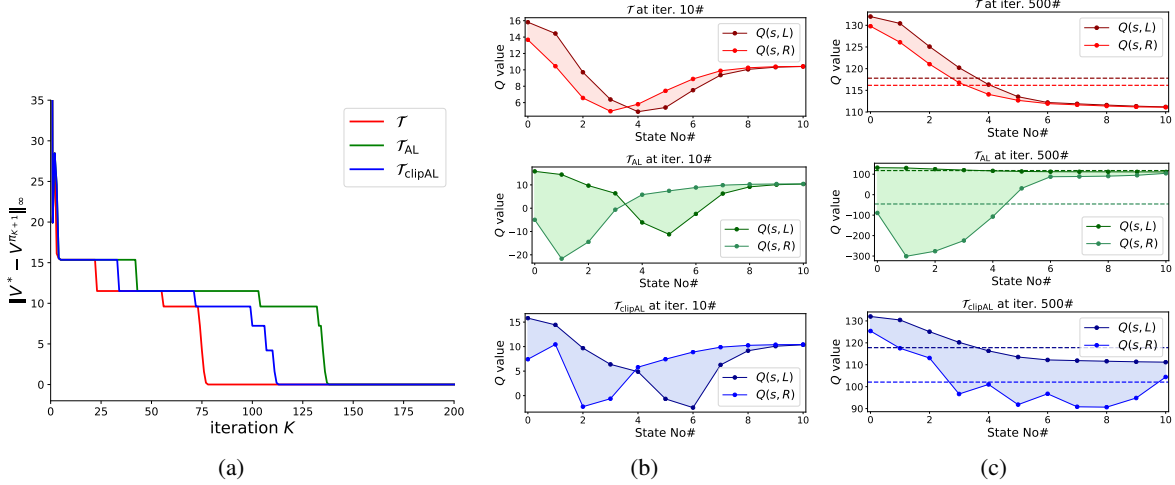 35
30
25
20
15
10
5
0
0 25 50 75 100 125 150 175 200
‖V* − V^{π_{K+1}}‖_∞
iteration K
𝒯
𝒯_AL
𝒯_clipAL
(a)
𝒯 at iter. 10#
Q value
16
14
12
10
8
6
0 2 4 6 8 10
State No#
Q(s, L)
Q(s, R)
𝒯_AL at iter. 10#
Q value
10
0
−10
−20
0 2 4 6 8 10
State No#
Q(s, L)
Q(s, R)
𝒯_clipAL at iter. 10#
Q value
15
10
5
0
0 2 4 6 8 10
State No#
Q(s, L)
Q(s, R)
(b)
𝒯 at iter. 500#
Q value
130
125
120
115
110
0 2 4 6 8 10
State No#
Q(s, L)
Q(s, R)
𝒯_AL at iter. 500#
Q value
100
0
−100
−200
−300
0 2 4 6 8 10
State No#
Q(s, L)
Q(s, R)
𝒯_clipAL at iter. 500#
Q value
130
120
110
100
90
0 2 4 6 8 10
State No#
Q(s, L)
Q(s, R)
(c)